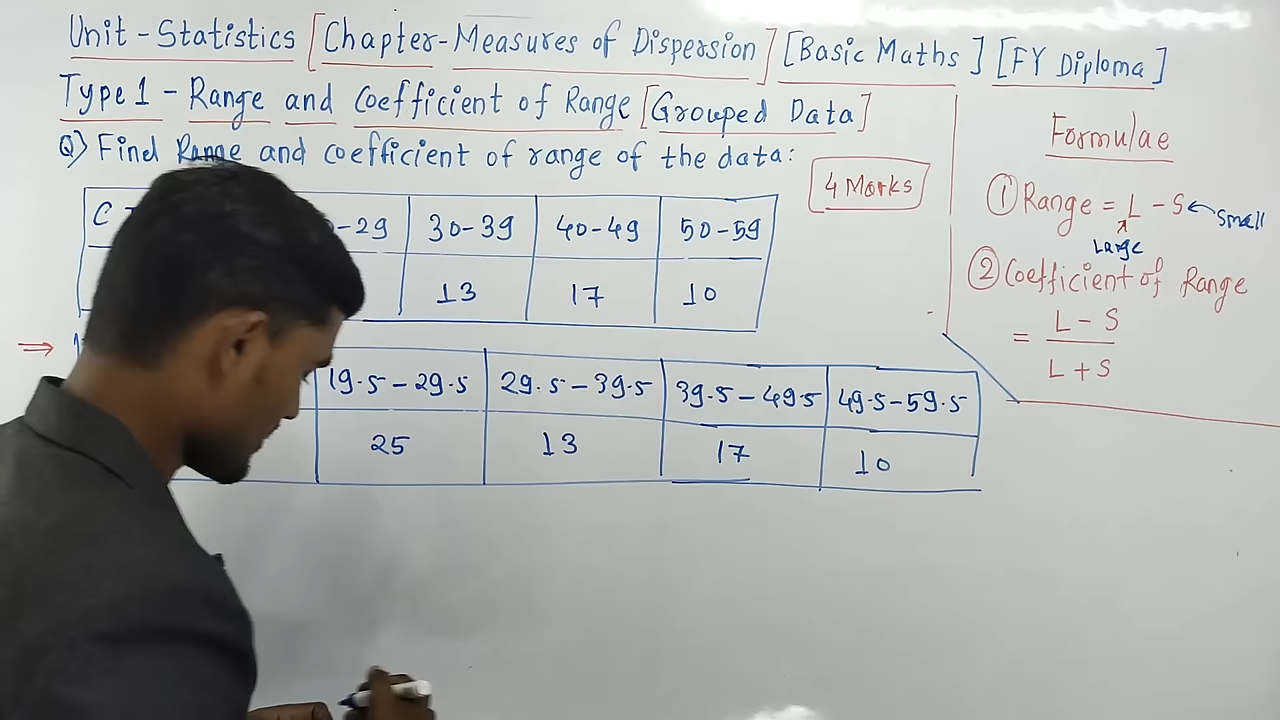 Unit - Statistics [Chapter - Measures of Dispersion] [Basic Maths] [FY Diploma]
Type 1 - Range and Coefficient of Range [Grouped Data]
Q) Find Range and coefficient of range of the data:
4 Marks
-29 30-39 40-49 50-59
13 17 10
19.5 - 29.5 29.5 - 39.5 39.5 - 49.5 49.5 - 59.5
25 13 17 10
Formulae
① Range = L - S ← Small
Large
② Coefficient of Range
= L - S
L + S